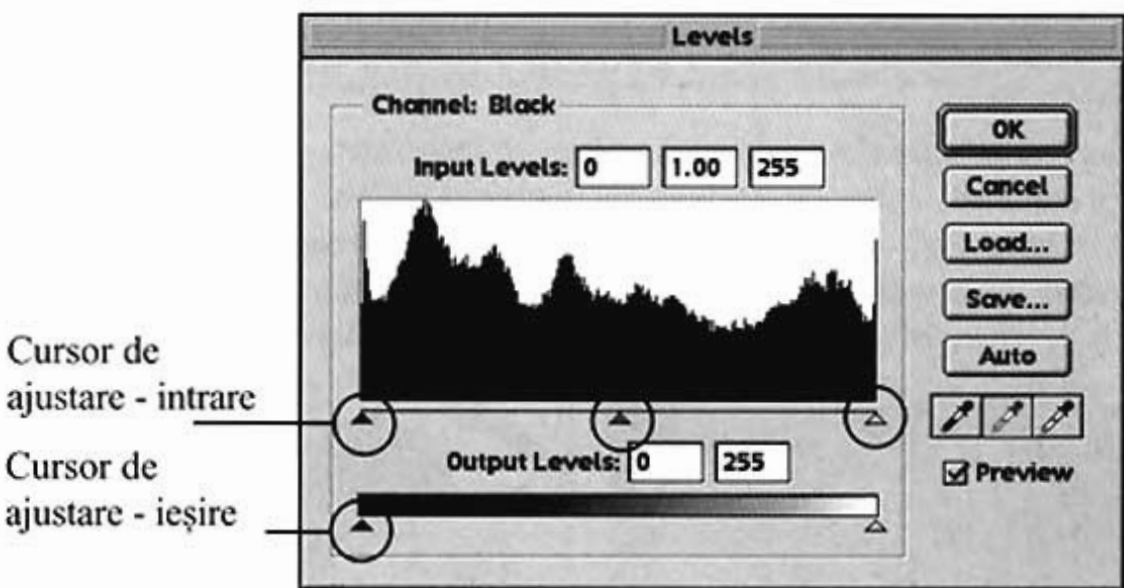 Levels
Channel: Black
Input Levels: 0 1.00 255
OK
Cancel
Load...
Save...
Auto
Cursor de
ajustare - intrare
Output Levels: 0 255
Preview
Cursor de
ajustare - ieșire